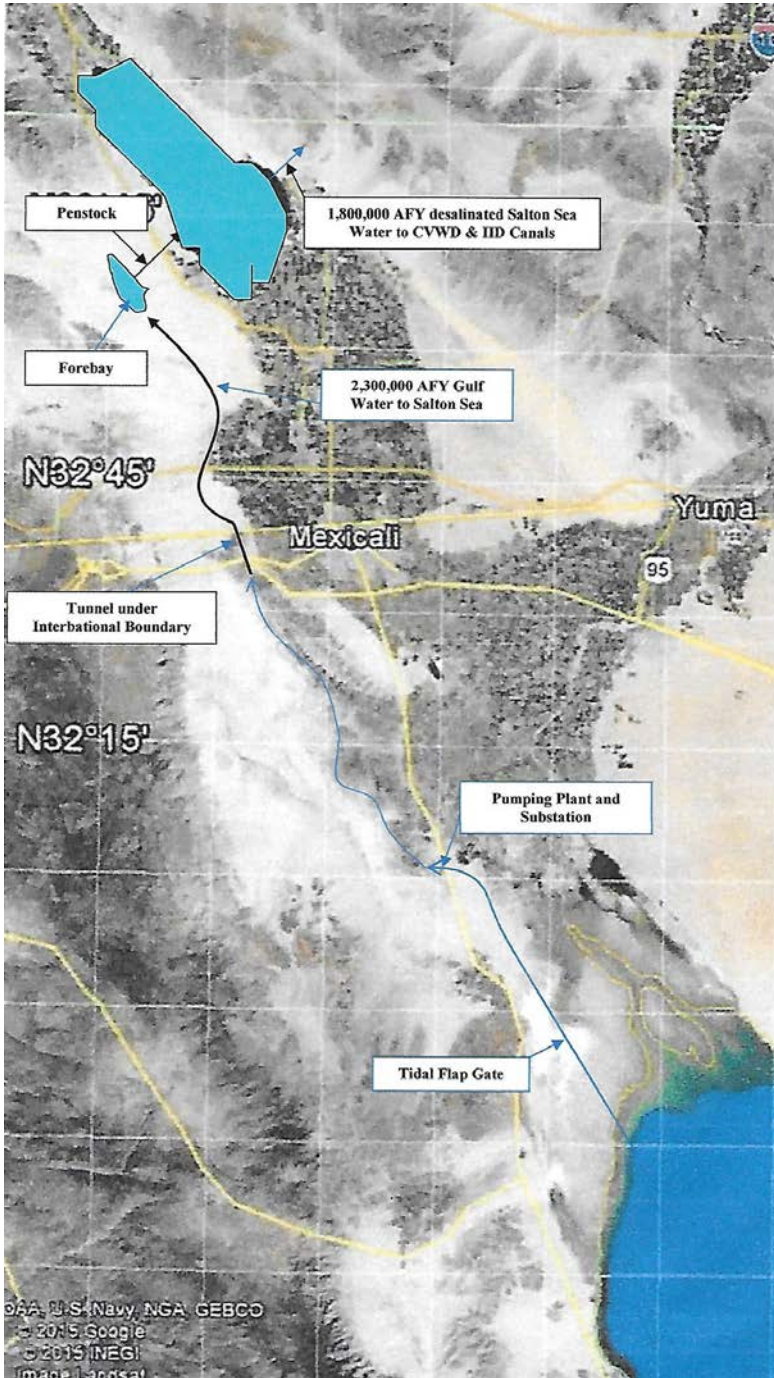 Penstock
1,800,000 AFY desalinated Salton Sea
Water to CVWD & IID Canals
Forebay
2,300,000 AFY Gulf
Water to Salton Sea
N32°45'
Yuma
Mexicali
95
Tunnel under
Interbational Boundary
N32°15'
Pumping Plant and
Substation
Tidal Flap Gate
U.S. Navy, NGA, GEBCO
© 2015 Google
© 2015 INEGI
Image Landsat